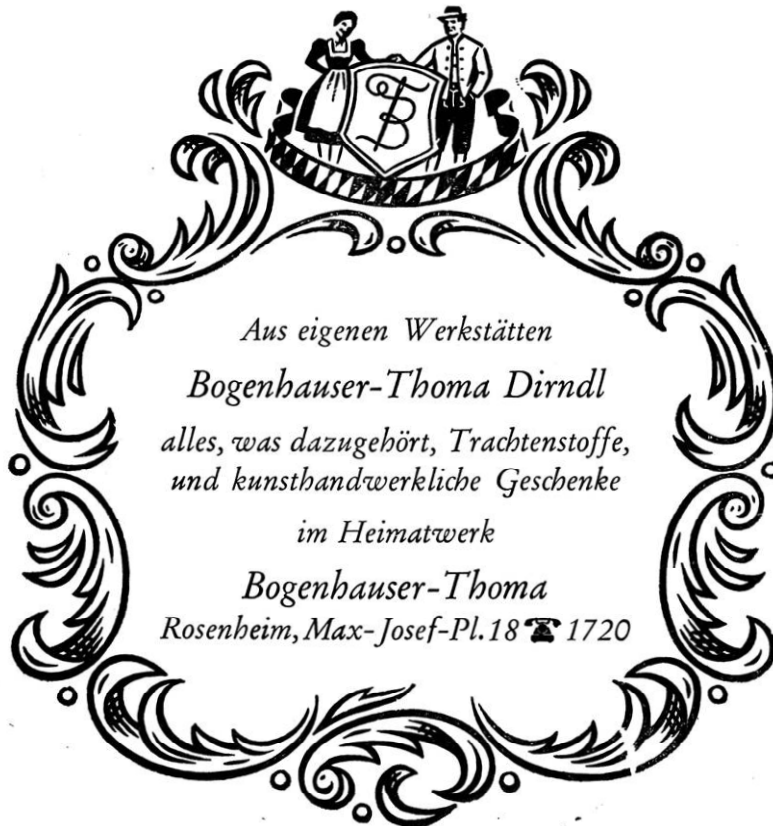 Aus eigenen Werkstätten
Bogenhauser-Thoma Dirndl
alles, was dazugehört, Trachtenstoffe,
und kunsthandwerkliche Geschenke
im Heimatwerk
Bogenhauser-Thoma
Rosenheim, Max-Josef-Pl. 18 ☎ 1720